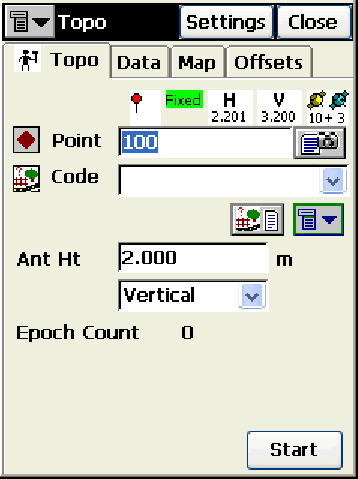 Topo Settings Close
Topo Data Map Offsets
Fixed H V
2.201 3.200 10+ 3
Point 100
Code
Ant Ht 2.000 m
Vertical
Epoch Count 0
Start